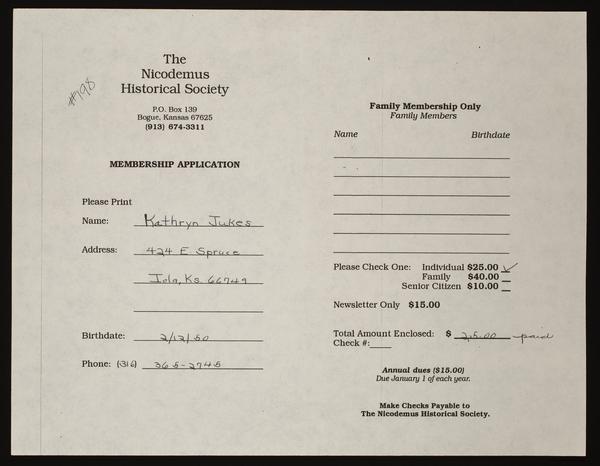 #798
The
Nicodemus
Historical Society
P.O. Box 139
Bogue, Kansas 67625
(913) 674-3311
MEMBERSHIP APPLICATION
Please Print
Name: Kathryn Jukes
Address: 424 E Spruce
Iola, Ks. 66749
Birthdate: 2/12/50
Phone: (316) 365-2745
Family Membership Only
Family Members
Name Birthdate
Please Check One: Individual $25.00 ✓
Family $40.00
Senior Citizen $10.00
Newsletter Only $15.00
Total Amount Enclosed: $ 25.00 paid
Check #:
Annual dues ($15.00)
Due January 1 of each year.
Make Checks Payable to
The Nicodemus Historical Society.